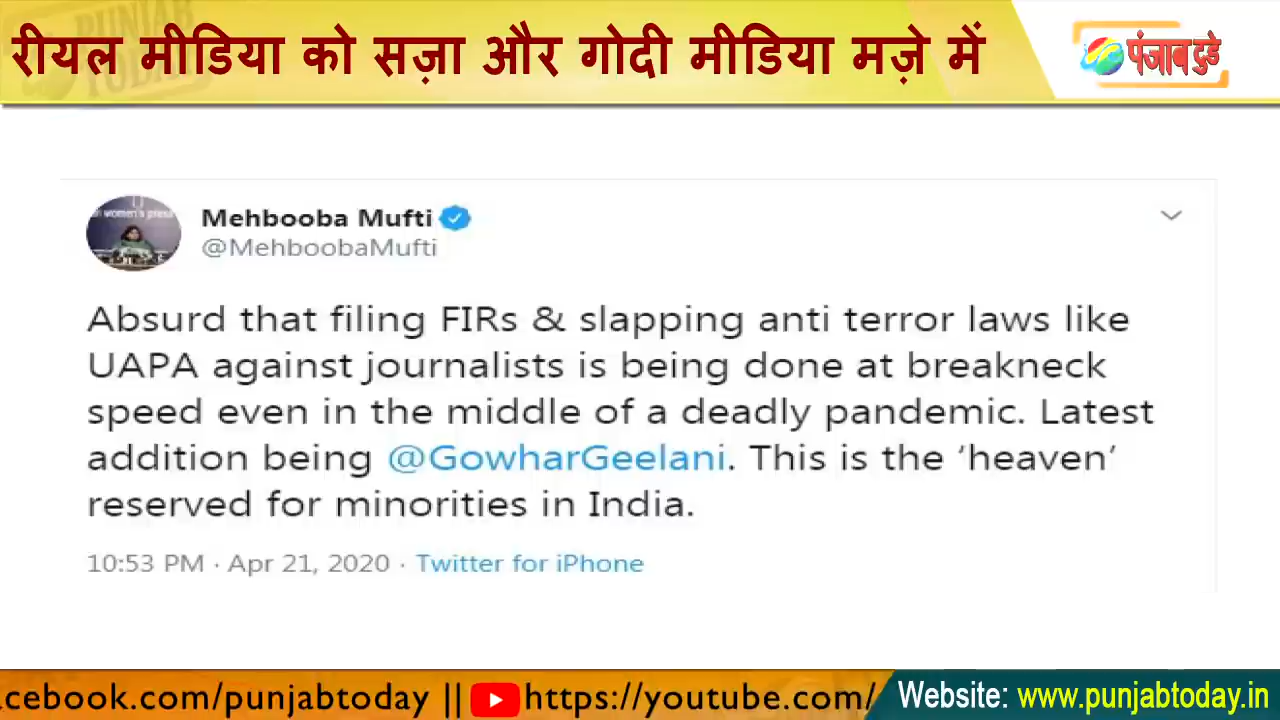 रीयल मीडिया को सज़ा और गोदी मीडिया मज़े में
पंजाब टुडे
Mehbooba Mufti
@MehboobaMufti
Absurd that filing FIRs & slapping anti terror laws like
UAPA against journalists is being done at breakneck
speed even in the middle of a deadly pandemic. Latest
addition being @GowharGeelani. This is the ‘heaven’
reserved for minorities in India.
10:53 PM · Apr 21, 2020 · Twitter for iPhone
cebook.com/punjabtoday || https://youtube.com/
Website: www.punjabtoday.in